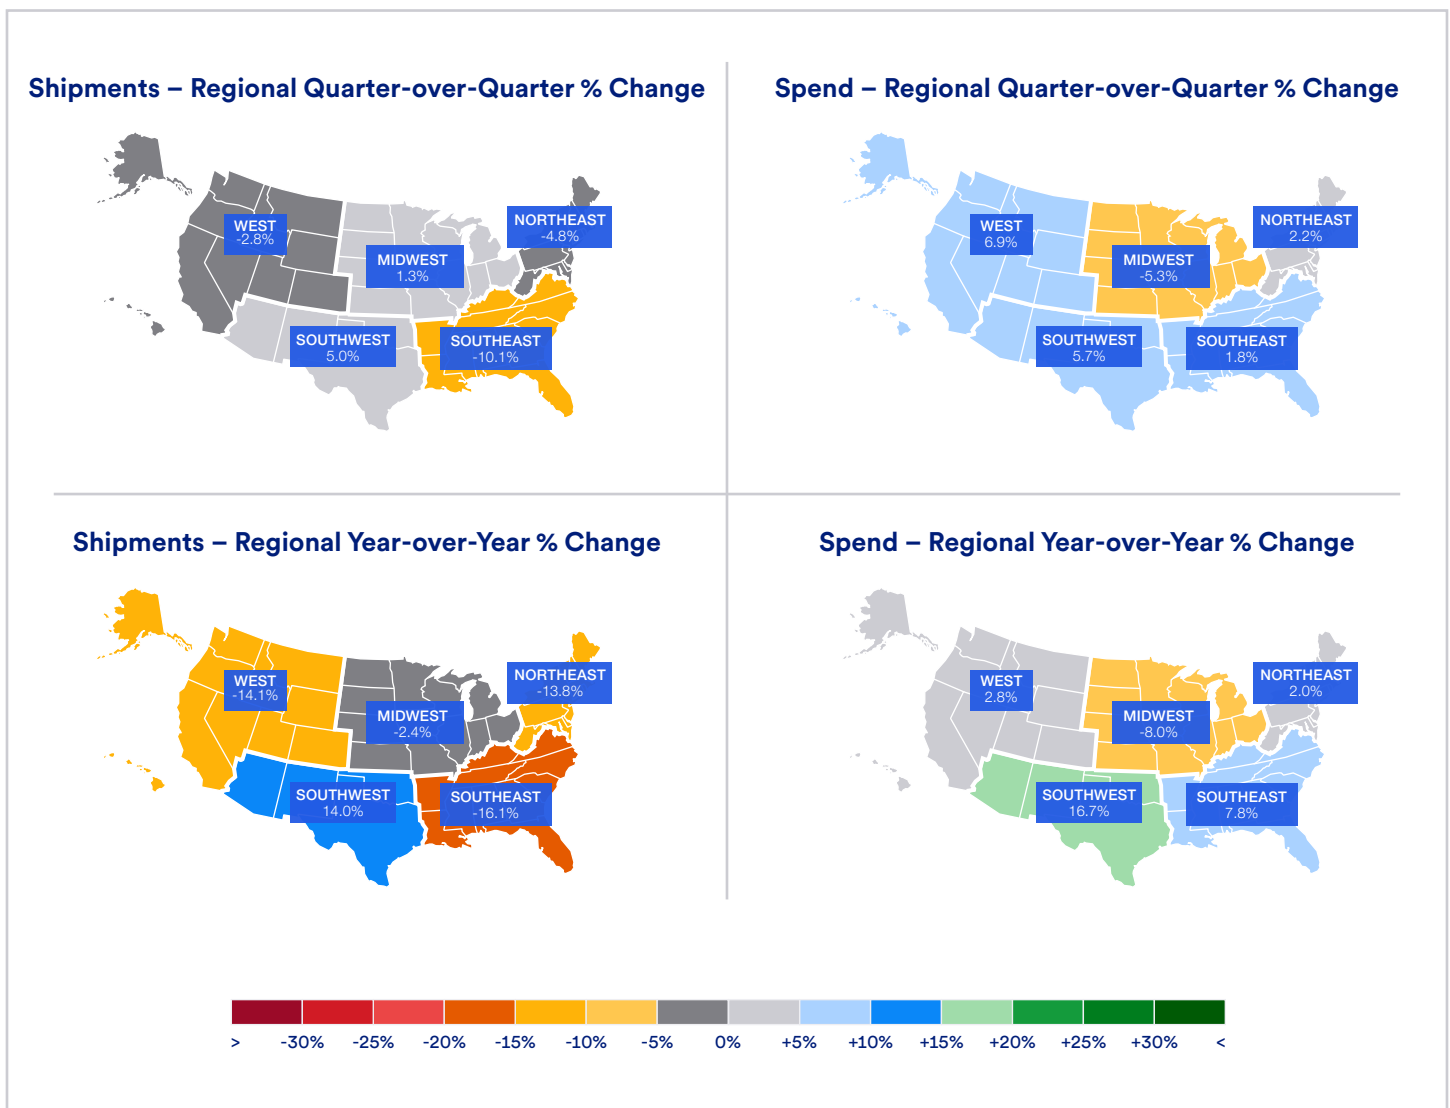 Shipments – Regional Quarter-over-Quarter % Change
WEST
-2.8%
MIDWEST
1.3%
NORTHEAST
-4.8%
SOUTHWEST
5.0%
SOUTHEAST
-10.1%
Spend – Regional Quarter-over-Quarter % Change
WEST
6.9%
MIDWEST
-5.3%
NORTHEAST
2.2%
SOUTHWEST
5.7%
SOUTHEAST
1.8%
Shipments – Regional Year-over-Year % Change
WEST
-14.1%
MIDWEST
-2.4%
NORTHEAST
-13.8%
SOUTHWEST
14.0%
SOUTHEAST
-16.1%
Spend – Regional Year-over-Year % Change
WEST
2.8%
MIDWEST
-8.0%
NORTHEAST
2.0%
SOUTHWEST
16.7%
SOUTHEAST
7.8%
> -30% -25% -20% -15% -10% -5% 0% +5% +10% +15% +20% +25% +30% <